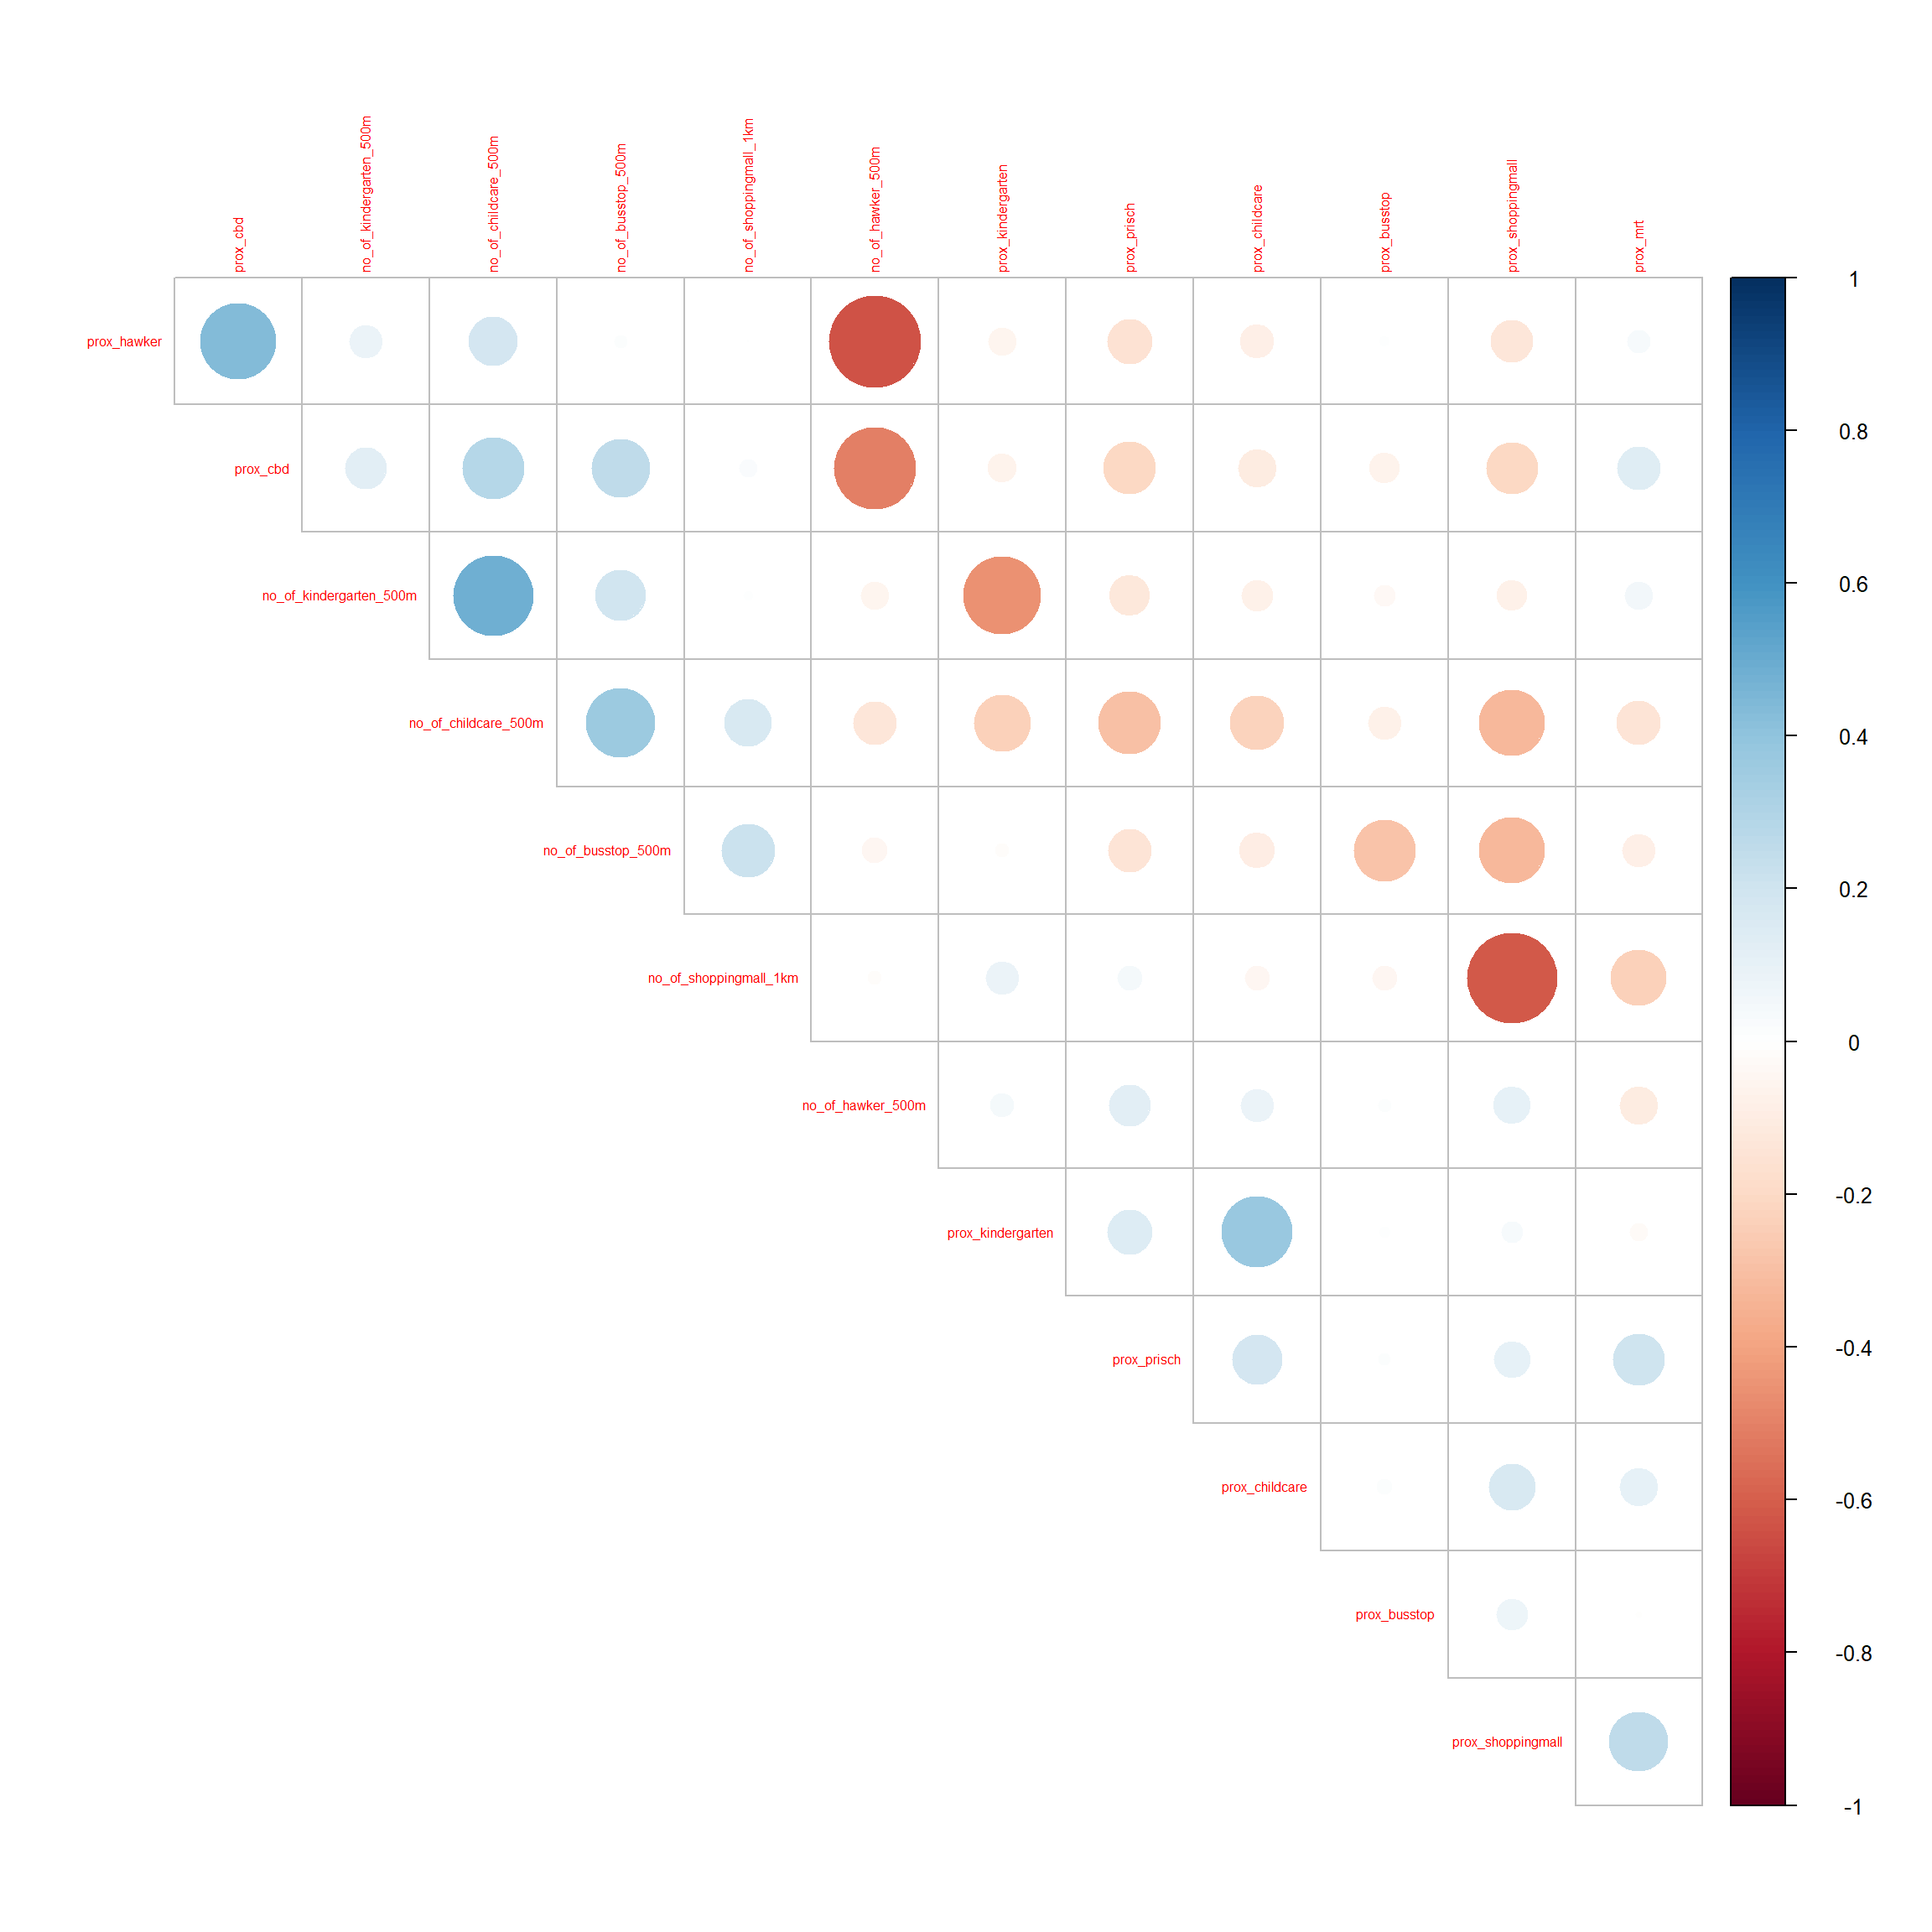 prox_cbd
no_of_kindergarten_500m
no_of_childcare_500m
no_of_busstop_500m
no_of_shoppingmall_1km
no_of_hawker_500m
prox_kindergarten
prox_prisch
prox_childcare
prox_busstop
prox_shoppingmall
prox_mrt
prox_hawker
prox_cbd
no_of_kindergarten_500m
no_of_childcare_500m
no_of_busstop_500m
no_of_shoppingmall_1km
no_of_hawker_500m
prox_kindergarten
prox_prisch
prox_childcare
prox_busstop
prox_shoppingmall
1
0.8
0.6
0.4
0.2
0
-0.2
-0.4
-0.6
-0.8
-1